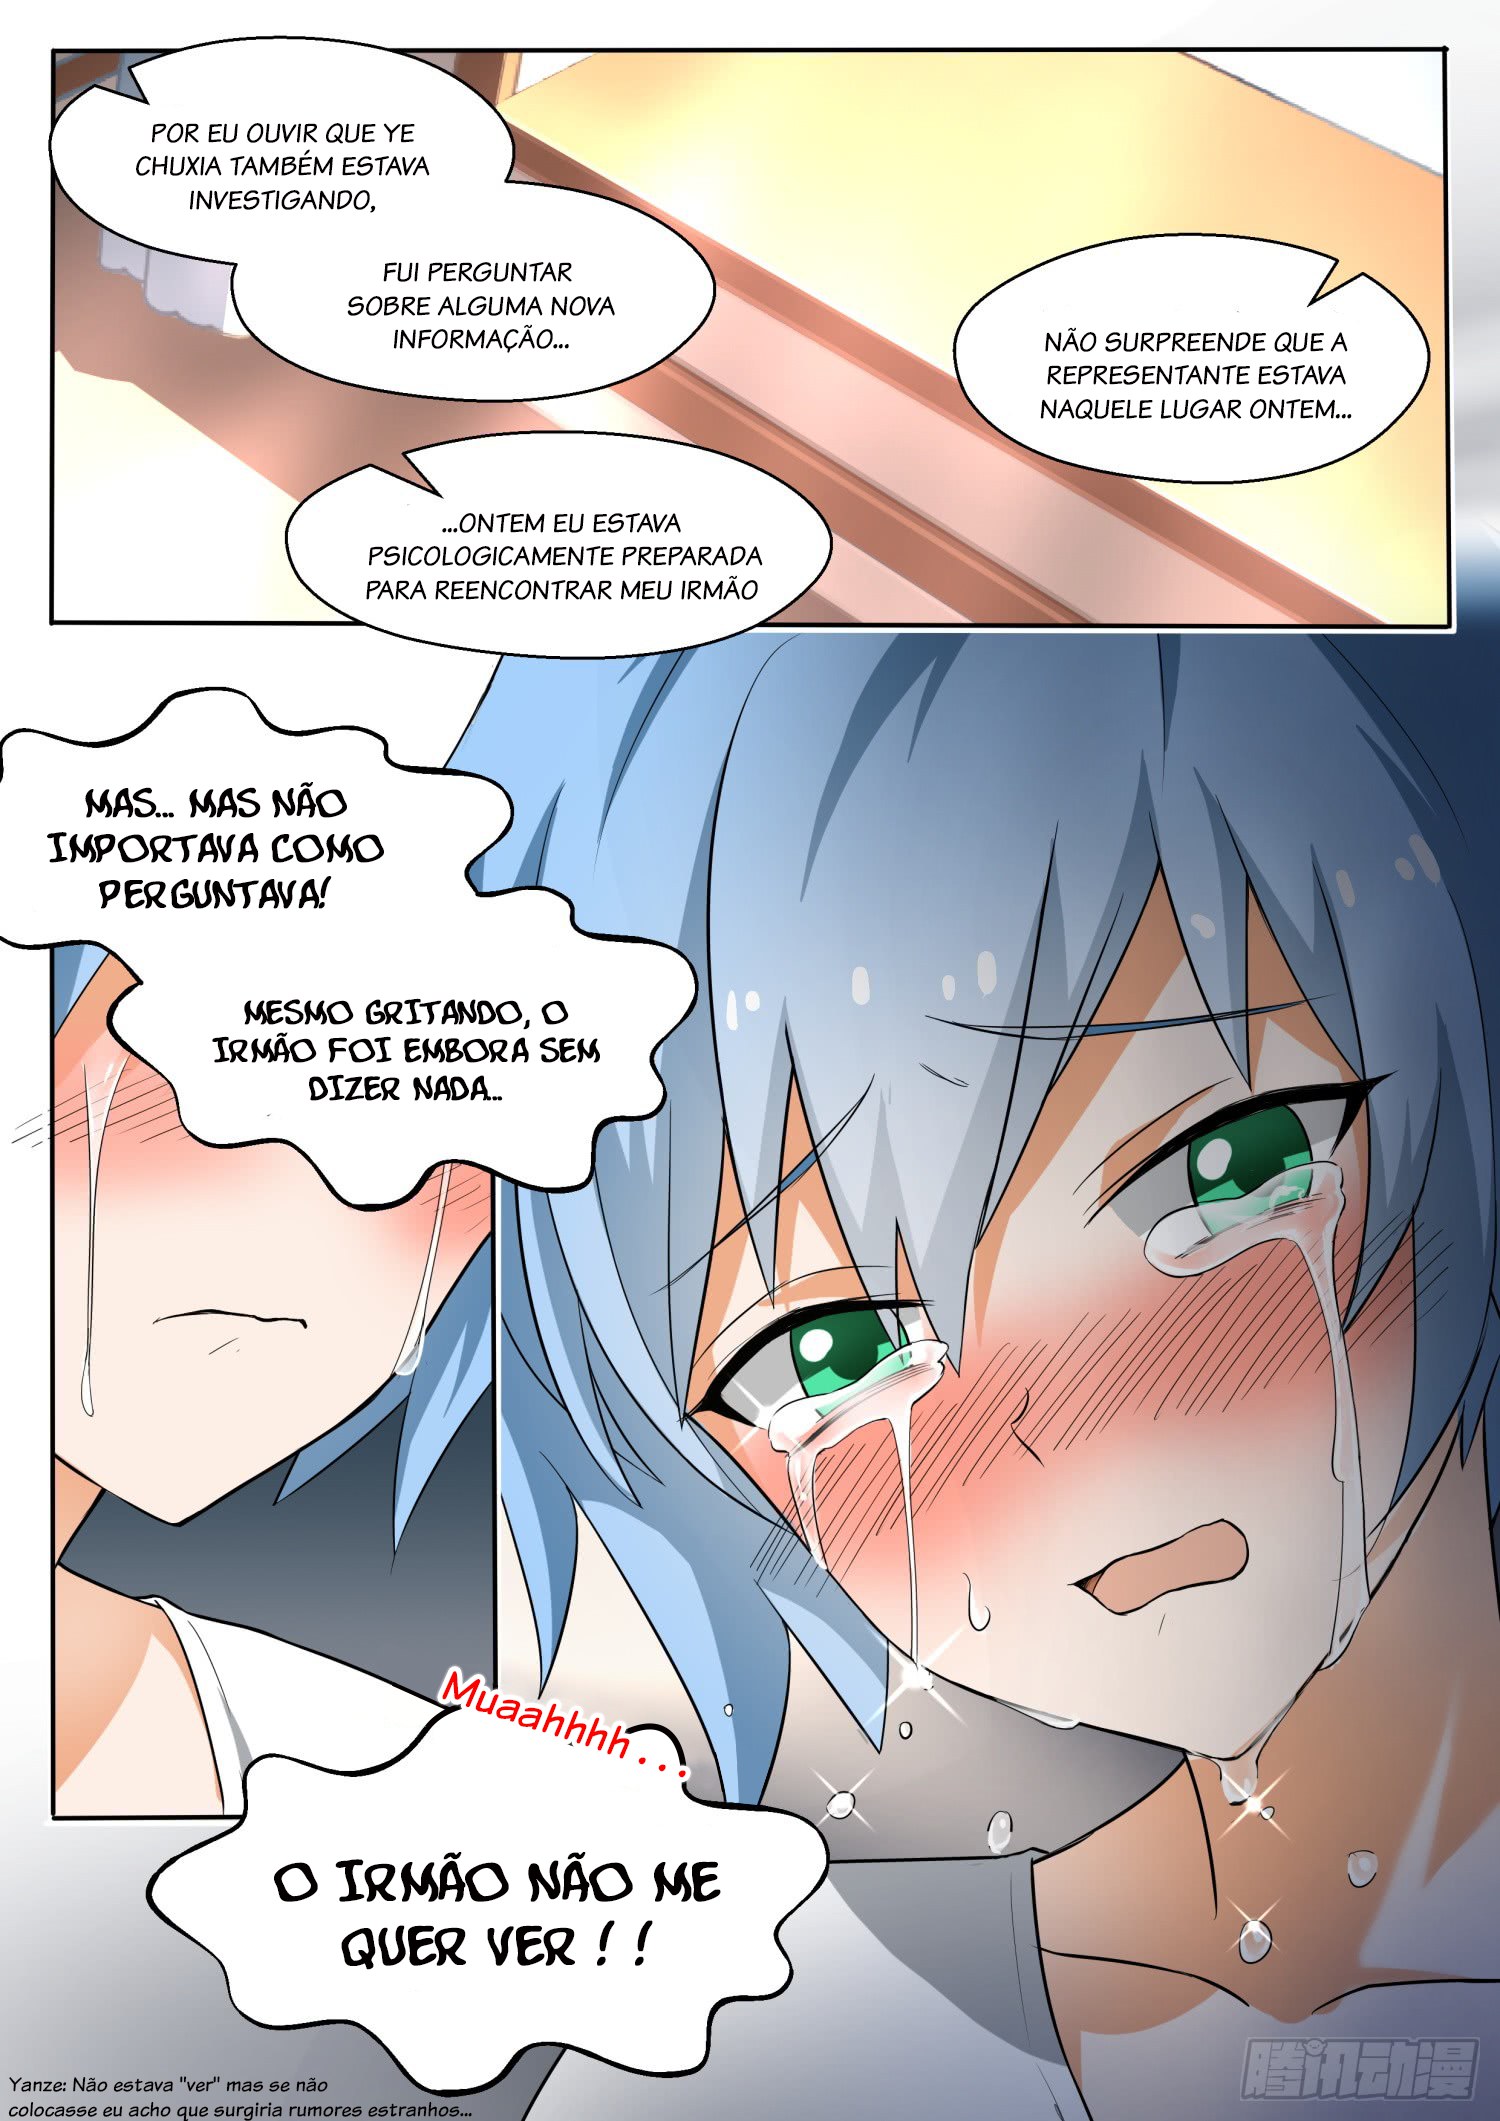 POR EU OUVIR QUE YE
CHUXIA TAMBÉM ESTAVA
INVESTIGANDO,
FUI PERGUNTAR
SOBRE ALGUMA NOVA
INFORMAÇÃO...
NÃO SURPREENDE QUE A
REPRESENTANTE ESTAVA
NAQUELE LUGAR ONTEM...
...ONTEM EU ESTAVA
PSICOLOGICAMENTE PREPARADA
PARA REENCONTRAR MEU IRMÃO
MAS... MAS NÃO
IMPORTAVA COMO
PERGUNTAVA!
MESMO GRITANDO, O
IRMÃO FOI EMBORA SEM
DIZER NADA...
Muaahhhh...
O IRMÃO NÃO ME
QUER VER!!
Yanze: Não estava "ver" mas se não
colocasse eu acho que surgiria rumores estranhos...
腾讯动漫